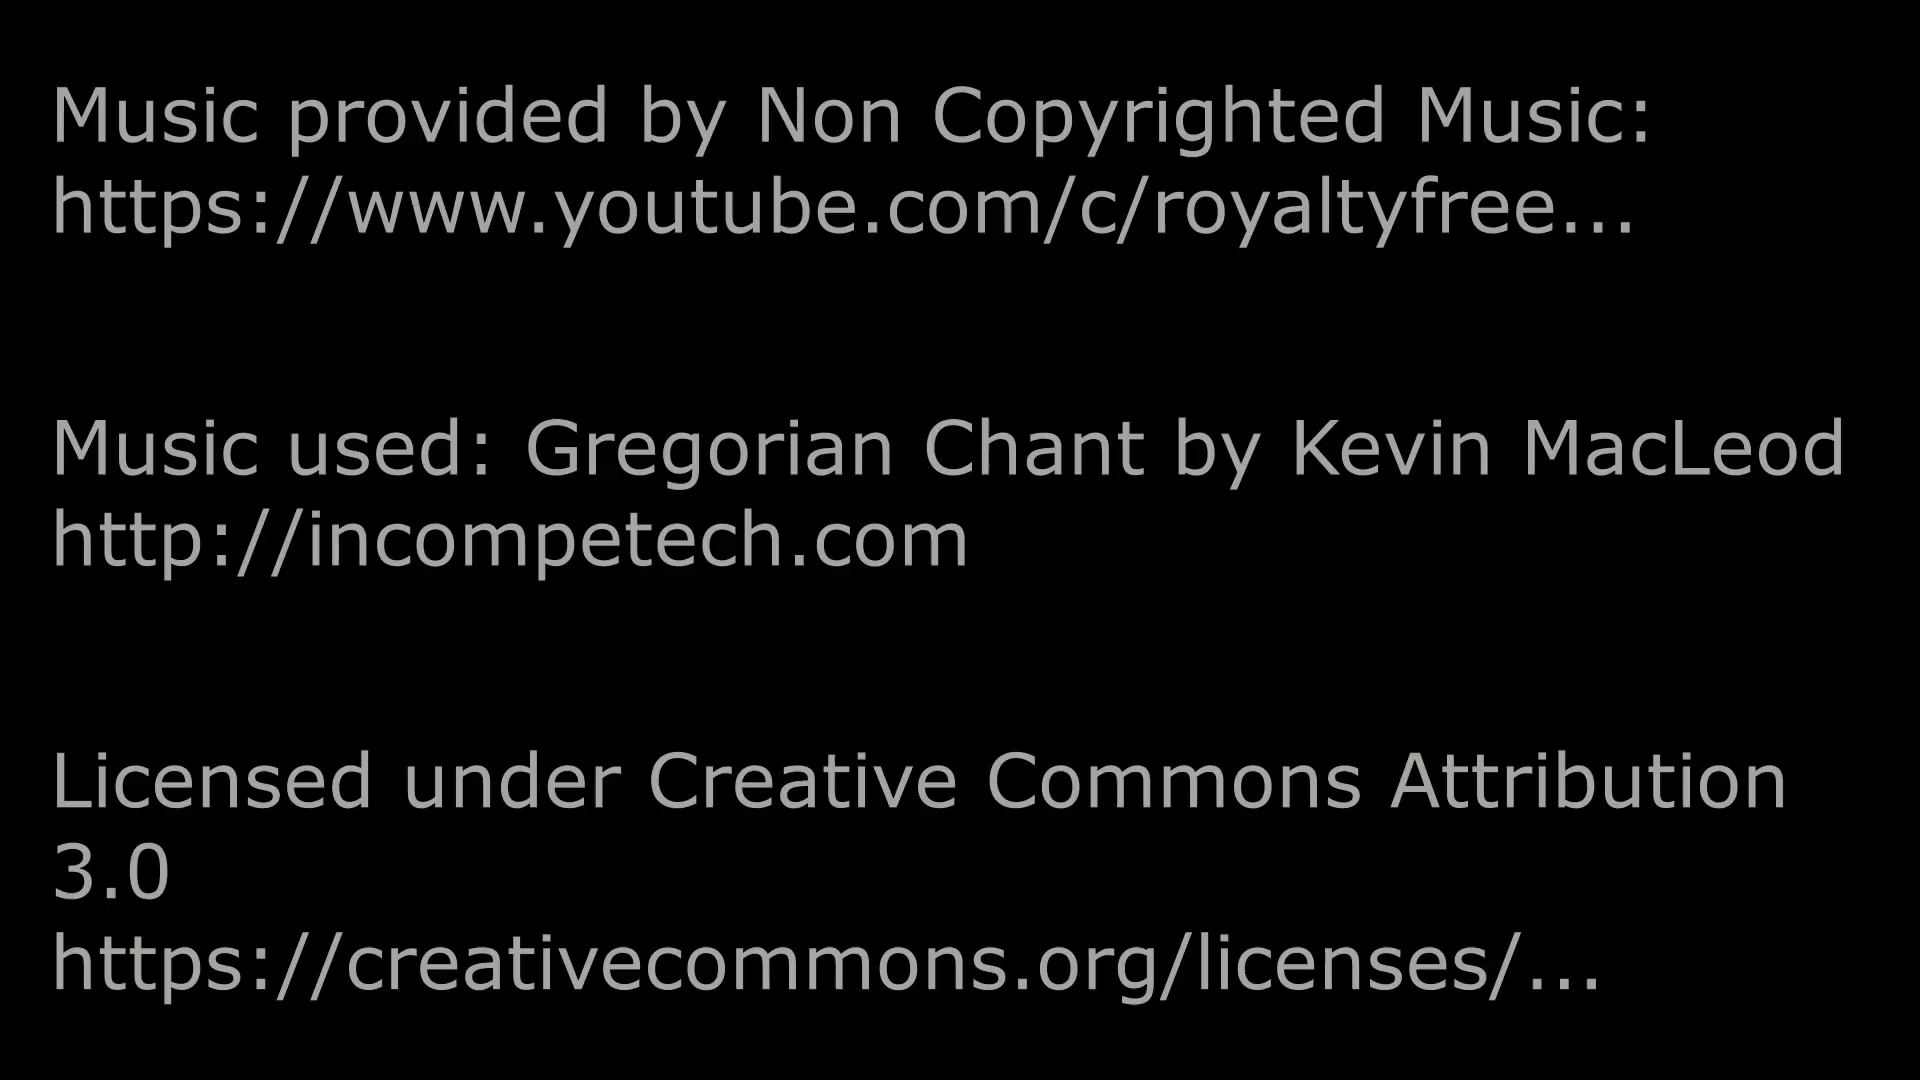 Music provided by Non Copyrighted Music:
https://www.youtube.com/c/royaltyfree...
Music used: Gregorian Chant by Kevin MacLeod
http://incompetech.com
Licensed under Creative Commons Attribution
3.0
https://creativecommons.org/licenses/...